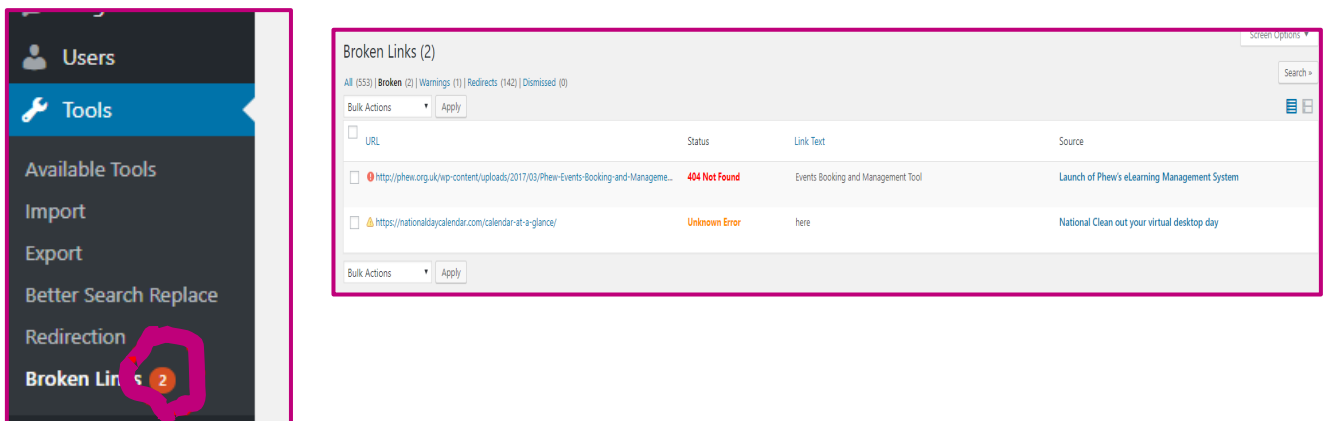 Users
Tools
Available Tools
Import
Export
Better Search Replace
Redirection
Broken Links 2
Screen Options ▼
Broken Links (2)
Search »
All (553) | Broken (2) | Warnings (1) | Redirects (142) | Dismissed (0)
Bulk Actions Apply
URL Status Link Text Source
http://phew.org.uk/wp-content/uploads/2017/03/Phew-Events-Booking-and-Manageme... 404 Not Found Events Booking and Management Tool Launch of Phew's eLearning Management System
https://nationaldaycalendar.com/calendar-at-a-glance/ Unknown Error here National Clean out your virtual desktop day
Bulk Actions Apply